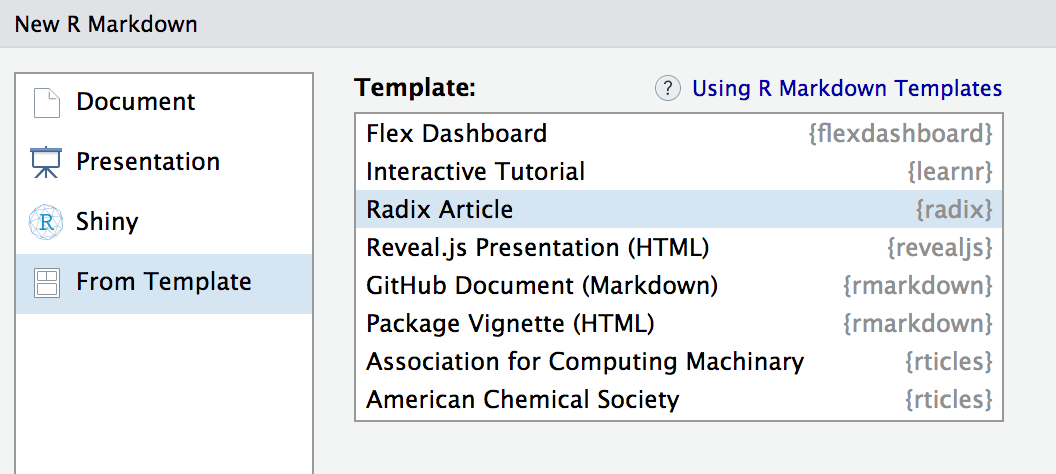 New R Markdown
Document
Presentation
R Shiny
From Template
Template:
? Using R Markdown Templates
Flex Dashboard {flexdashboard}
Interactive Tutorial {learnr}
Radix Article {radix}
Reveal.js Presentation (HTML) {revealjs}
GitHub Document (Markdown) {rmarkdown}
Package Vignette (HTML) {rmarkdown}
Association for Computing Machinary {rticles}
American Chemical Society {rticles}